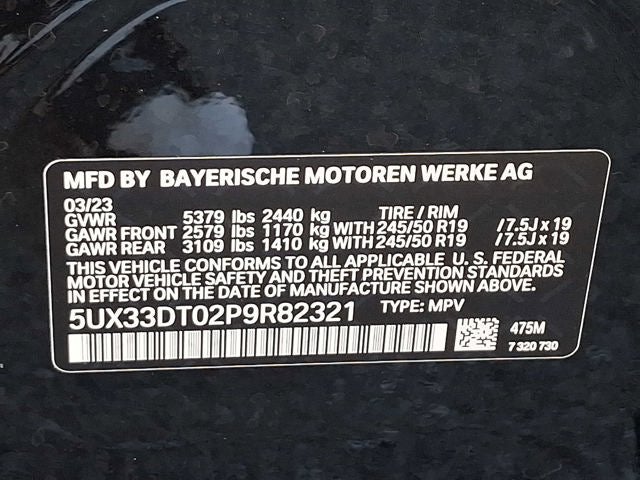 MFD BY BAYERISCHE MOTOREN WERKE AG
03/23
GVWR 5379 lbs 2440 kg TIRE / RIM
GAWR FRONT 2579 lbs 1170 kg WITH 245/50 R19 / 7.5J x 19
GAWR REAR 3109 lbs 1410 kg WITH 245/50 R19 / 7.5J x 19
THIS VEHICLE CONFORMS TO ALL APPLICABLE U. S. FEDERAL
MOTOR VEHICLE SAFETY AND THEFT PREVENTION STANDARDS
IN EFFECT ON THE DATE OF MANUFACTURE SHOWN ABOVE.
5UX33DT02P9R82321 TYPE: MPV
475M
7 320 730